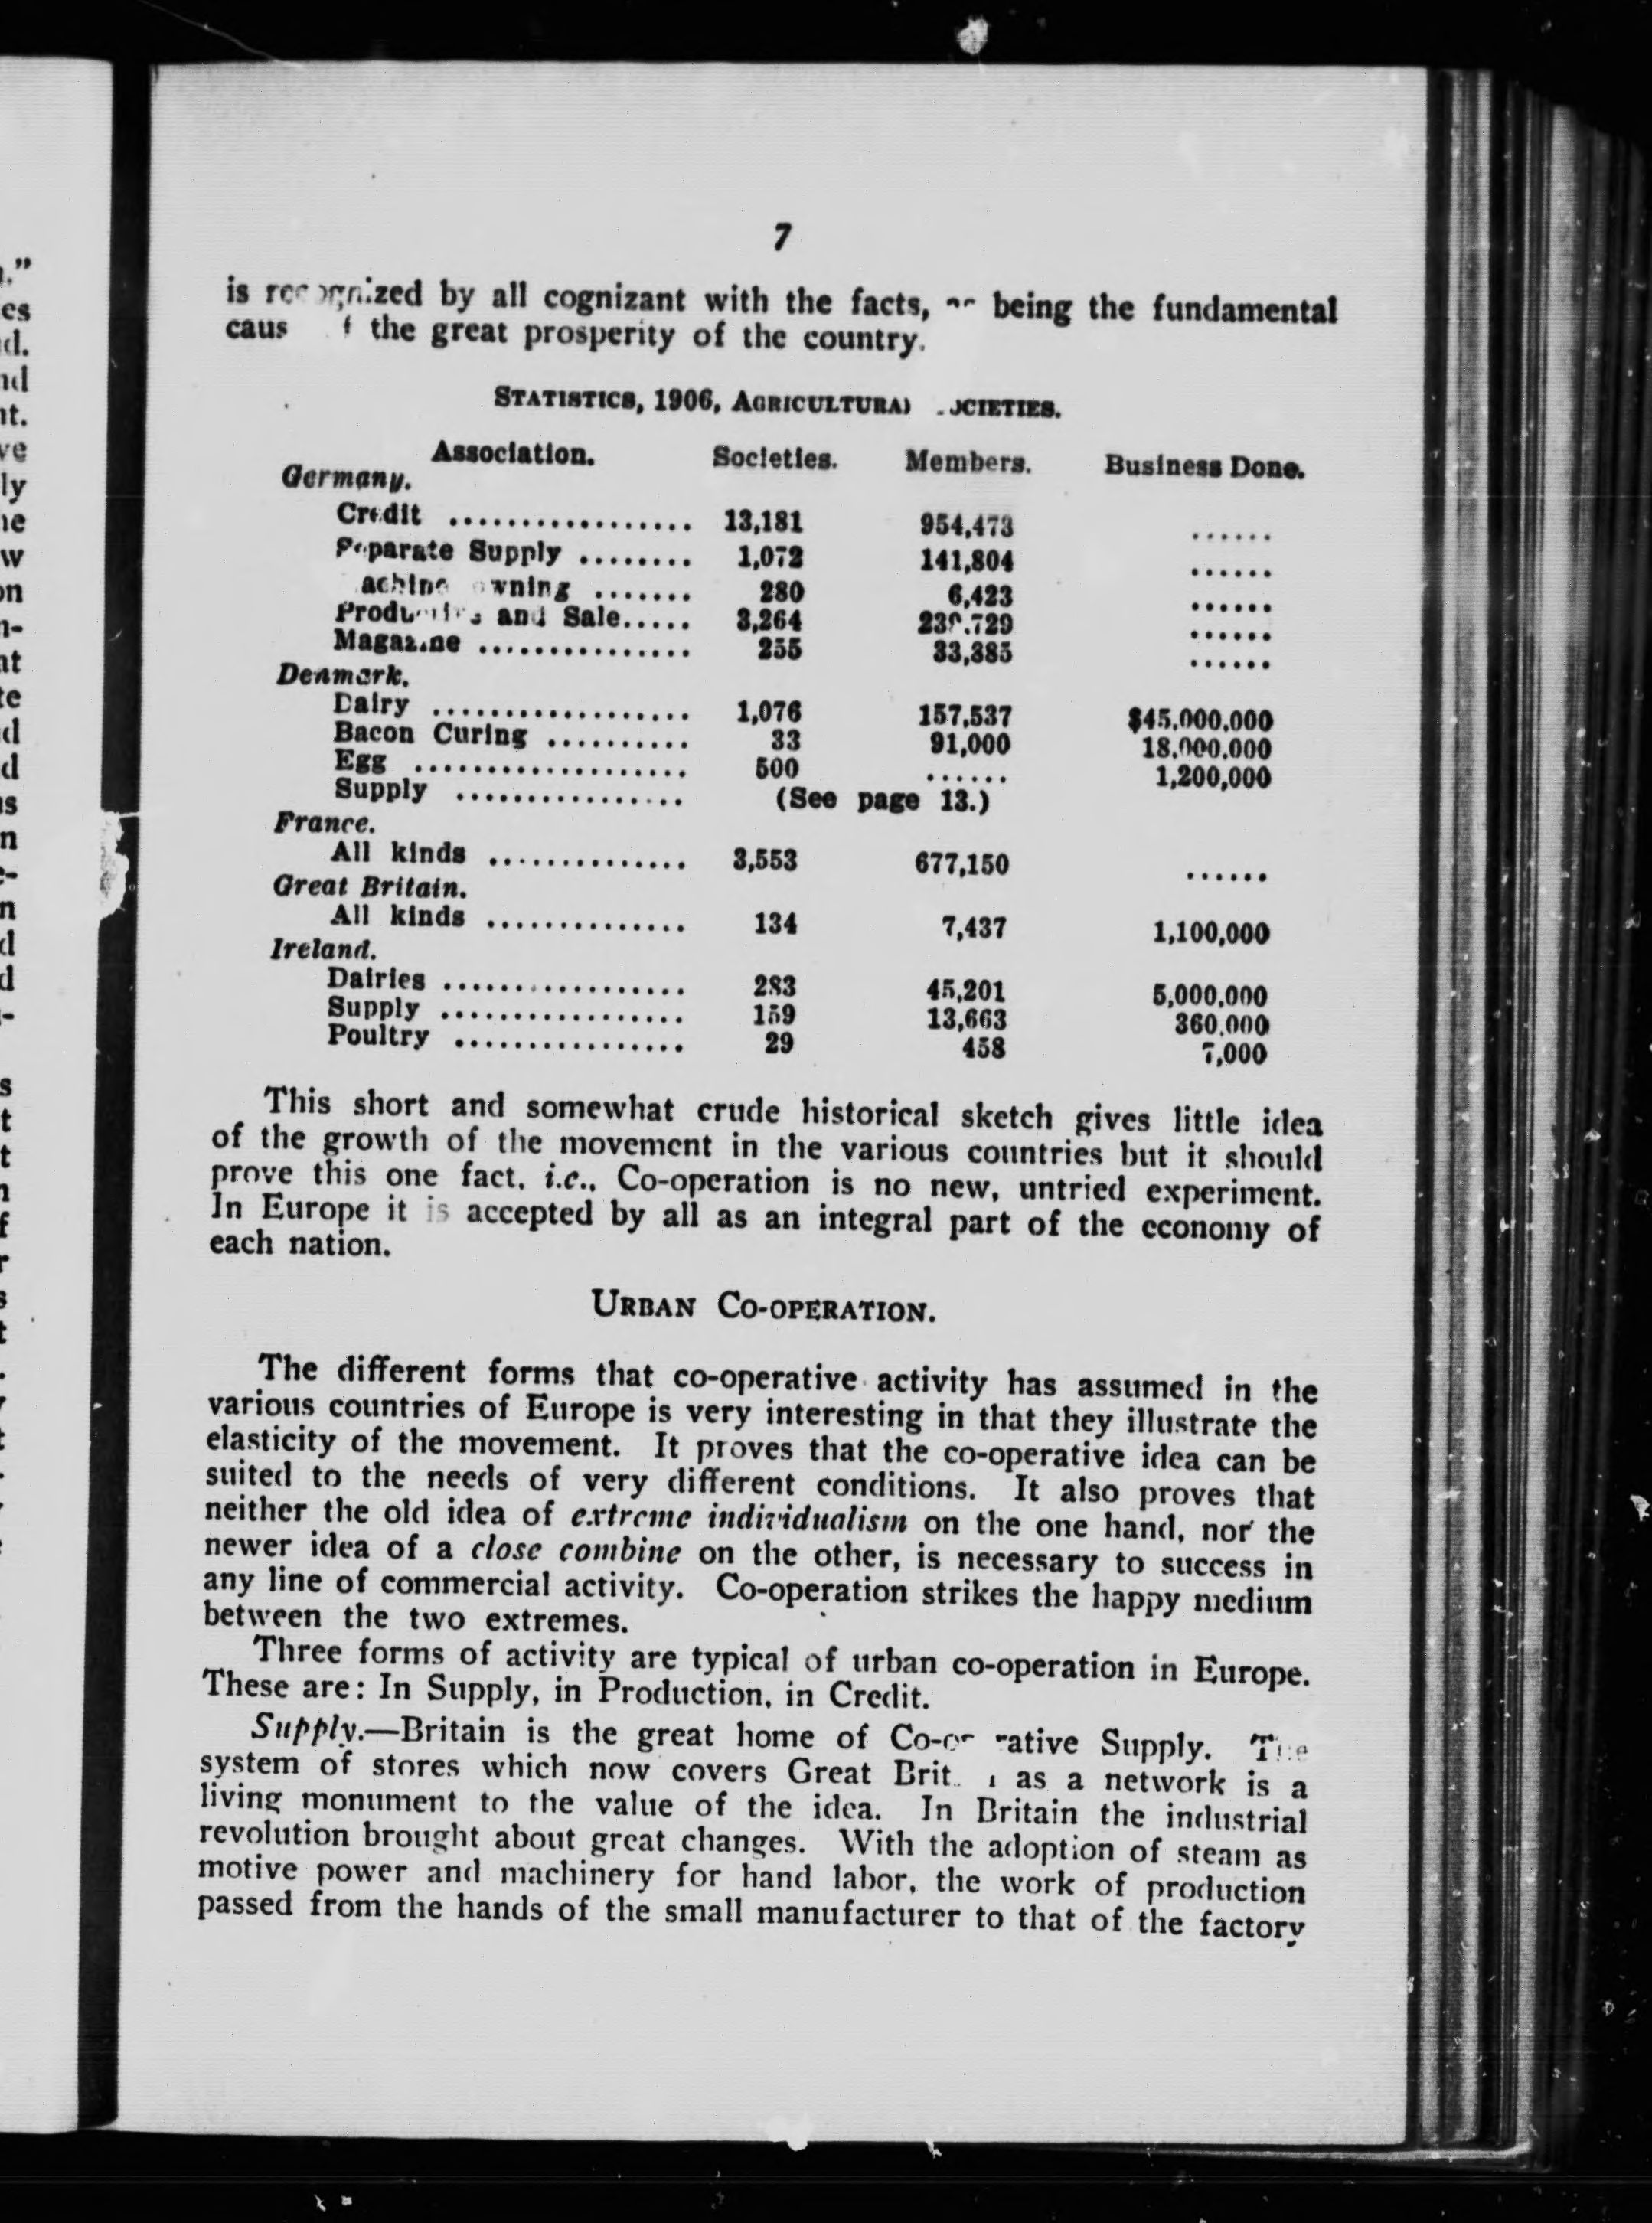 7
is recognized by all cognizant with the facts, being the fundamental
the great prosperity of the country.
STATISTICS, 1906, AGRICULTURAL SOCIETIES.
Association. Societies. Members. Business Done.
Germany.
Credit ................. 13,181 954,473 ......
Separate Supply ........ 1,072 141,804 ......
....... 280 6,423 ......
and Sale..... 3,264 ......
Magazine ............... 255 33,385 ......
Denmark.
Dairy .................. 1,076 157,537 $45.000.000
Bacon Curing .......... 33 91,000 18.000.000
Egg ................... 500 ...... 1,200,000
Supply ................ (See page 13.)
France.
All kinds .............. 3,553 677,150 ......
Great Britain.
All kinds .............. 134 7,437 1,100,000
Ireland.
Dairies ................. 283 45,201 5,000,000
Supply ................. 159 13,663 360.000
Poultry ................ 29 458 7,000
This short and somewhat crude historical sketch gives little idea
of the growth of the movement in the various countries but it should
prove this one fact, i.e., Co-operation is no new, untried experiment.
In Europe it is accepted by all as an integral part of the economy of
each nation.
URBAN CO-OPERATION.
The different forms that co-operative activity has assumed in the
various countries of Europe is very interesting in that they illustrate the
elasticity of the movement. It proves that the co-operative idea can be
suited to the needs of very different conditions. It also proves that
neither the old idea of extreme individualism on the one hand, nor the
newer idea of a close combine on the other, is necessary to success in
any line of commercial activity. Co-operation strikes the happy medium
between the two extremes.
Three forms of activity are typical of urban co-operation in Europe.
These are: In Supply, in Production, in Credit.
Supply.—Britain is the great home of Supply. The
system of stores which now covers Great as a network is a
living monument to the value of the idea. In Britain the industrial
revolution brought about great changes. With the adoption of steam as
motive power and machinery for hand labor, the work of production
passed from the hands of the small manufacturer to that of the factory